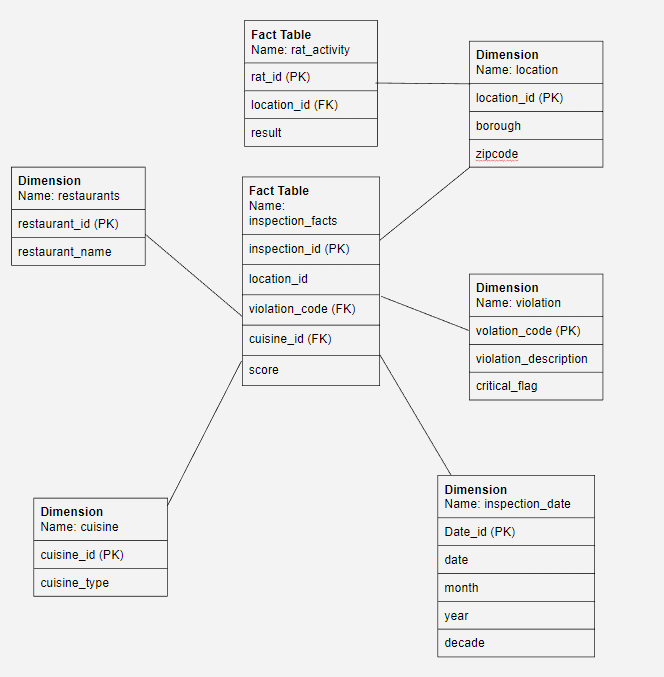 Fact Table
Name: rat_activity
rat_id (PK)
location_id (FK)
result
Dimension
Name: location
location_id (PK)
borough
zipcode
Dimension
Name: restaurants
restaurant_id (PK)
restaurant_name
Fact Table
Name:
inspection_facts
inspection_id (PK)
location_id
violation_code (FK)
cuisine_id (FK)
score
Dimension
Name: violation
volation_code (PK)
violation_description
critical_flag
Dimension
Name: cuisine
cuisine_id (PK)
cuisine_type
Dimension
Name: inspection_date
Date_id (PK)
date
month
year
decade